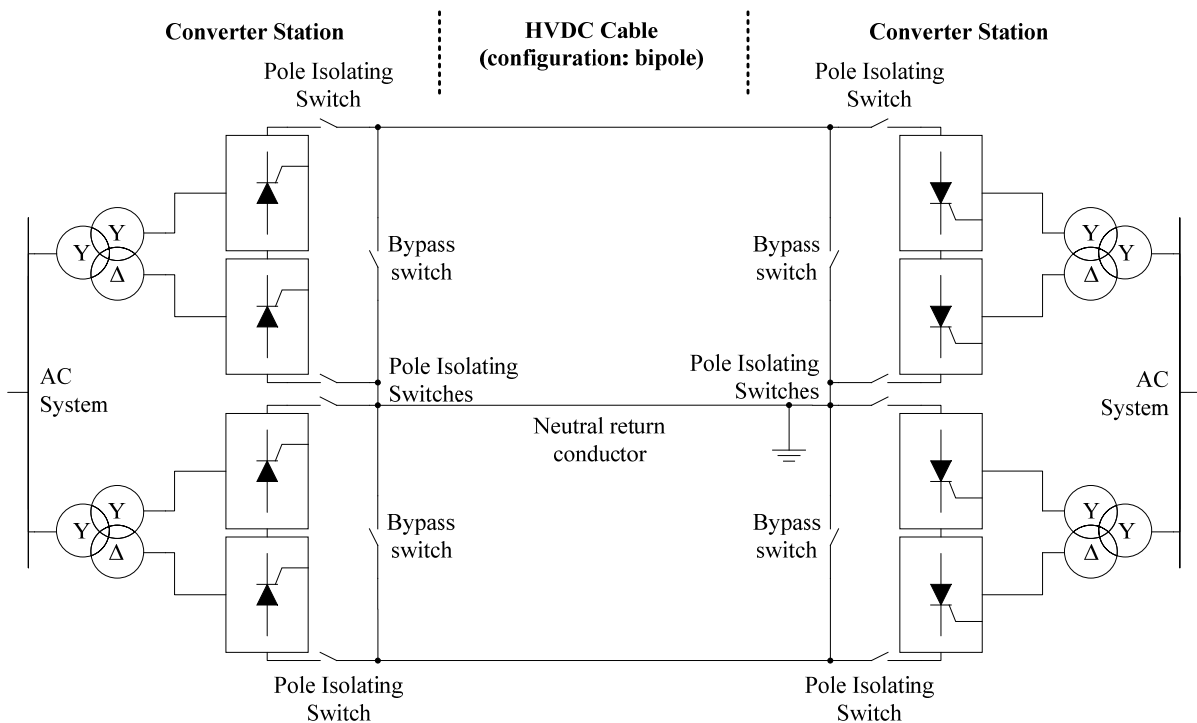 Converter Station
HVDC Cable
(configuration: bipole)
Converter Station
Pole Isolating
Switch
Pole Isolating
Switch
Y
Y
Δ
Bypass
switch
Bypass
switch
Y
Y
Δ
AC
System
Pole Isolating
Switches
Pole Isolating
Switches
AC
System
Neutral return
conductor
Y
Y
Δ
Bypass
switch
Bypass
switch
Y
Y
Δ
Pole Isolating
Switch
Pole Isolating
Switch